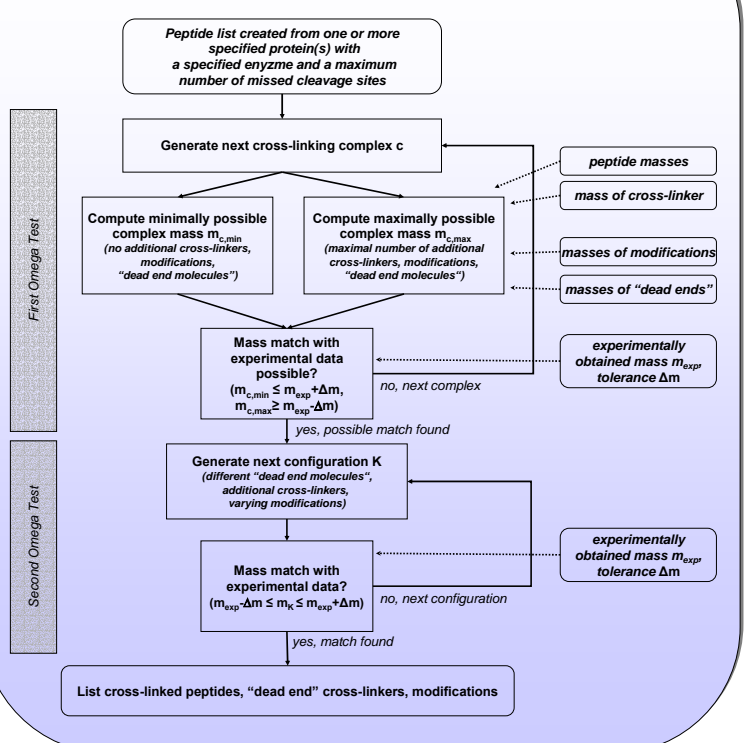 Peptide list created from one or more
specified protein(s) with
a specified enyzme and a maximum
number of missed cleavage sites
First Omega Test
Generate next cross-linking complex c
peptide masses
mass of cross-linker
masses of modifications
masses of “dead ends”
Compute minimally possible
complex mass mc,min
(no additional cross-linkers,
modifications,
“dead end molecules”)
Compute maximally possible
complex mass mc,max
(maximal number of additional
cross-linkers, modifications,
“dead end molecules“)
Mass match with
experimental data
possible?
(mc,min ≤ mexp+Δm,
mc,max≥ mexp-Δm)
no, next complex
experimentally
obtained mass mexp,
tolerance Δm
yes, possible match found
Second Omega Test
Generate next configuration K
(different “dead end molecules“,
additional cross-linkers,
varying modifications)
Mass match with
experimental data?
(mexp-Δm ≤ mK ≤ mexp+Δm)
no, next configuration
experimentally
obtained mass mexp,
tolerance Δm
yes, match found
List cross-linked peptides, “dead end” cross-linkers, modifications